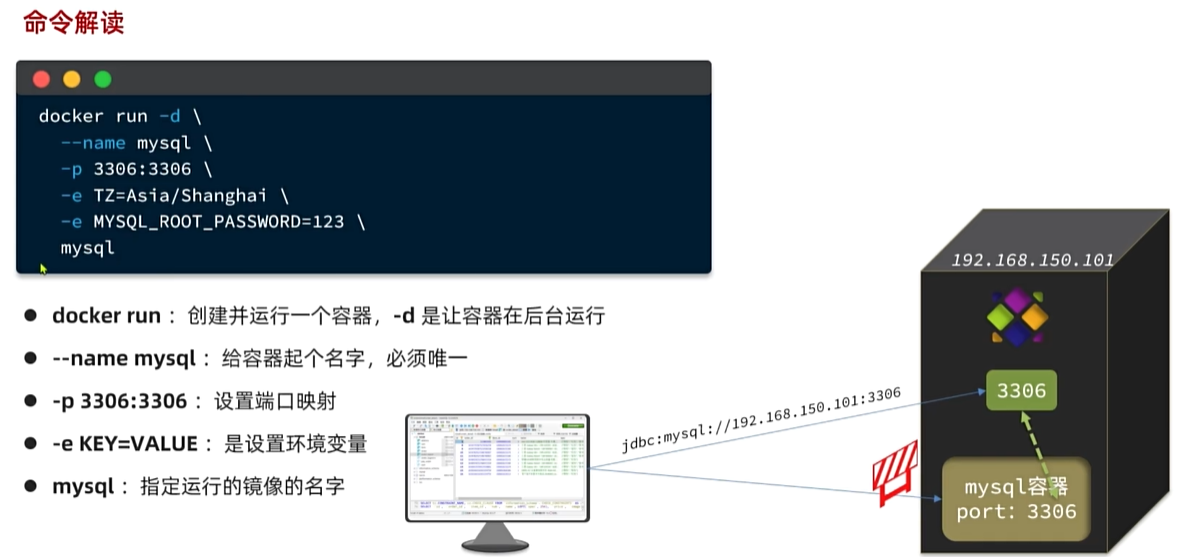 命令解读
docker run -d \
--name mysql \
-p 3306:3306 \
-e TZ=Asia/Shanghai \
-e MYSQL_ROOT_PASSWORD=123 \
mysql
● docker run： 创建并运行一个容器，-d 是让容器在后台运行
● --name mysql： 给容器起个名字，必须唯一
● -p 3306:3306： 设置端口映射
● -e KEY=VALUE： 是设置环境变量
● mysql： 指定运行的镜像的名字
jdbc:mysql://192.168.150.101:3306
192.168.150.101
3306
mysql容器
port: 3306